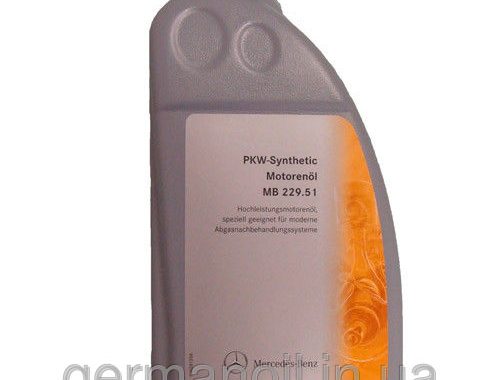 PKW-Synthetic
Motorenöl
MB 229.51
Hochleistungsmotorenöl,
speziell geeignet für moderne
Abgasnachbehandlungssysteme
Mercedes-Benz
germanoil.in.ua